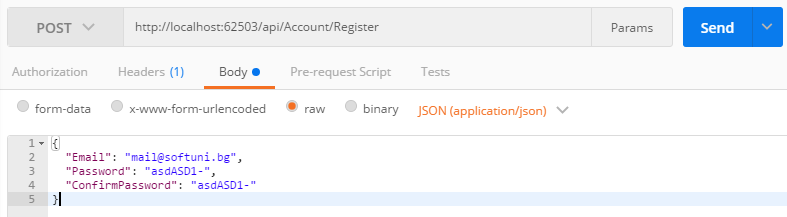 POST http://localhost:62503/api/Account/Register Params Send
Authorization Headers (1) Body Pre-request Script Tests
form-data x-www-form-urlencoded raw binary JSON (application/json)
1 {
2 "Email": "mail@softuni.bg",
3 "Password": "asdASD1-",
4 "ConfirmPassword": "asdASD1-"
5 }